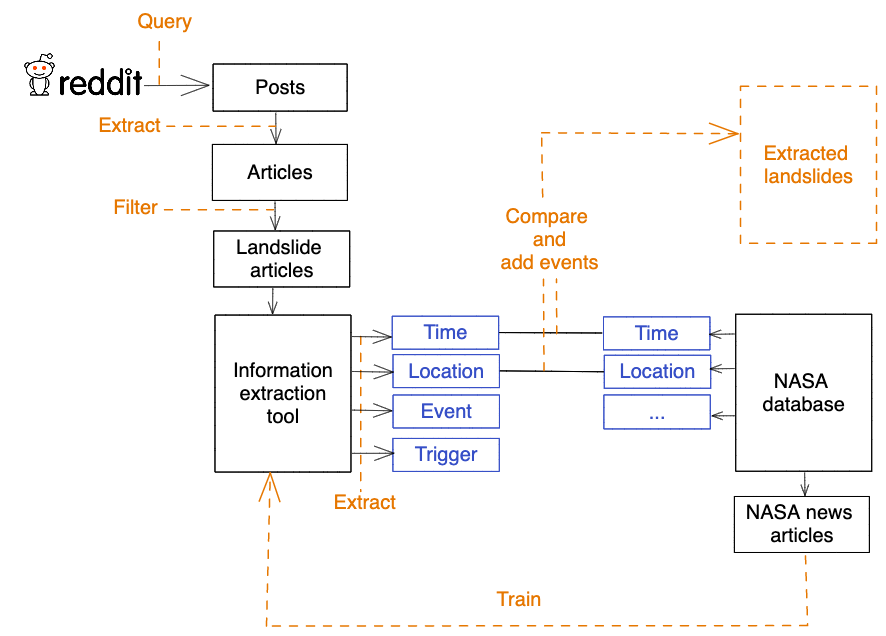 Query
reddit
Posts
Extract
Articles
Filter
Landslide
articles
Extracted
landslides
Compare
and
add events
Information
extraction
tool
Time
Location
Event
Trigger
Time
Location
...
NASA
database
Extract
NASA news
articles
Train